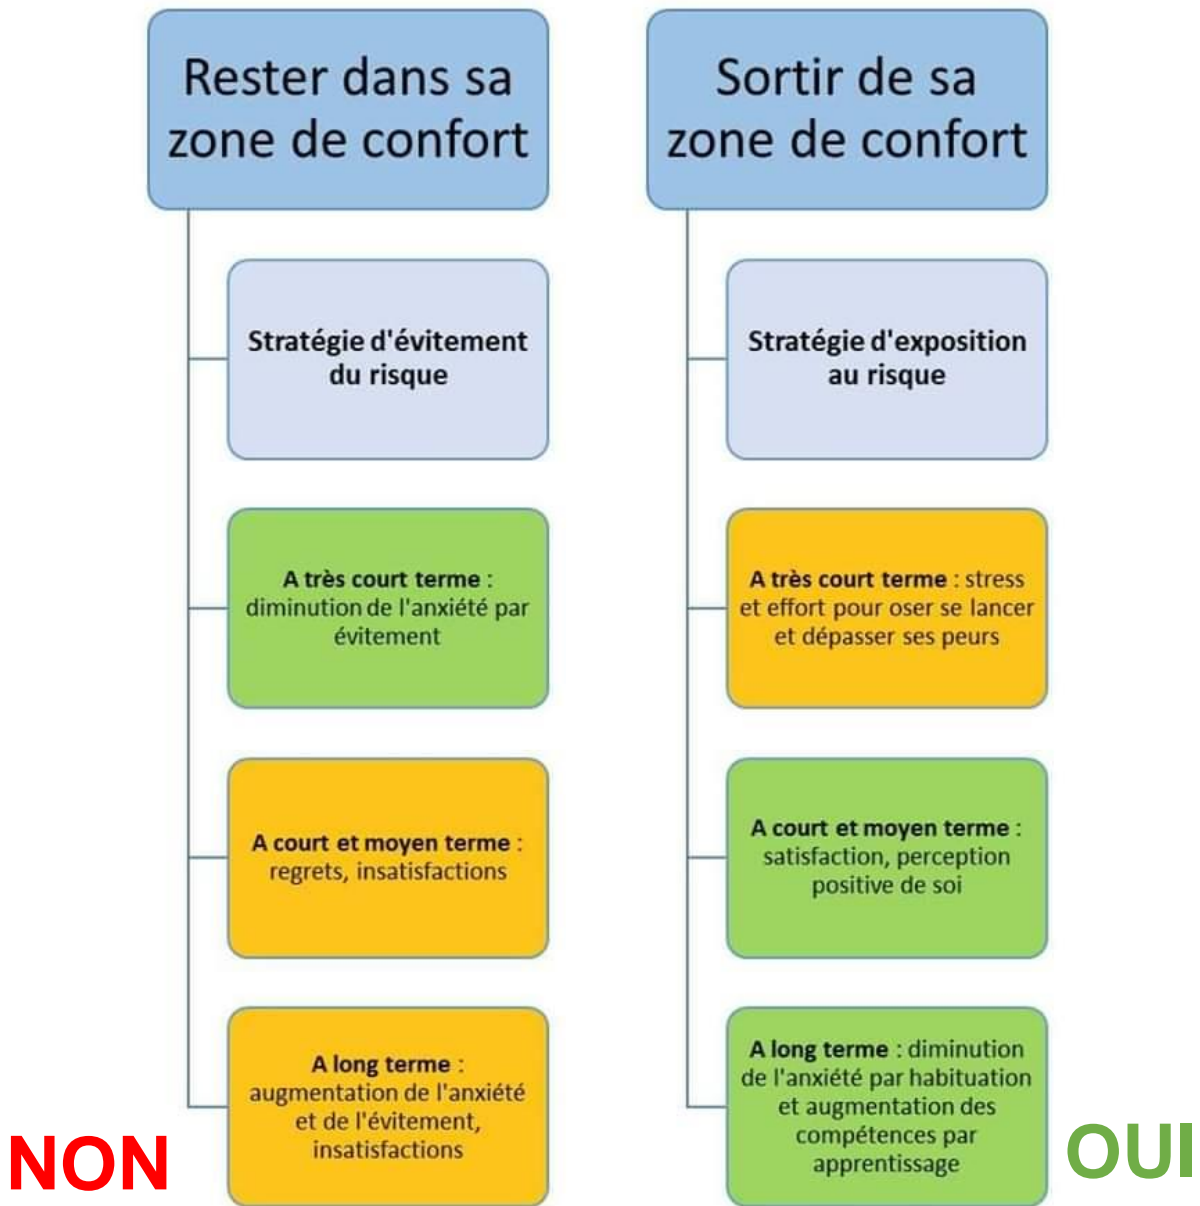 Rester dans sa
zone de confort
Stratégie d'évitement
du risque
A très court terme :
diminution de l'anxiété par
évitement
A court et moyen terme :
regrets, insatisfactions
A long terme :
augmentation de l'anxiété
et de l'évitement,
insatisfactions
NON
Sortir de sa
zone de confort
Stratégie d'exposition
au risque
A très court terme : stress
et effort pour oser se lancer
et dépasser ses peurs
A court et moyen terme :
satisfaction, perception
positive de soi
A long terme : diminution
de l'anxiété par habituation
et augmentation des
compétences par
apprentissage
OUI